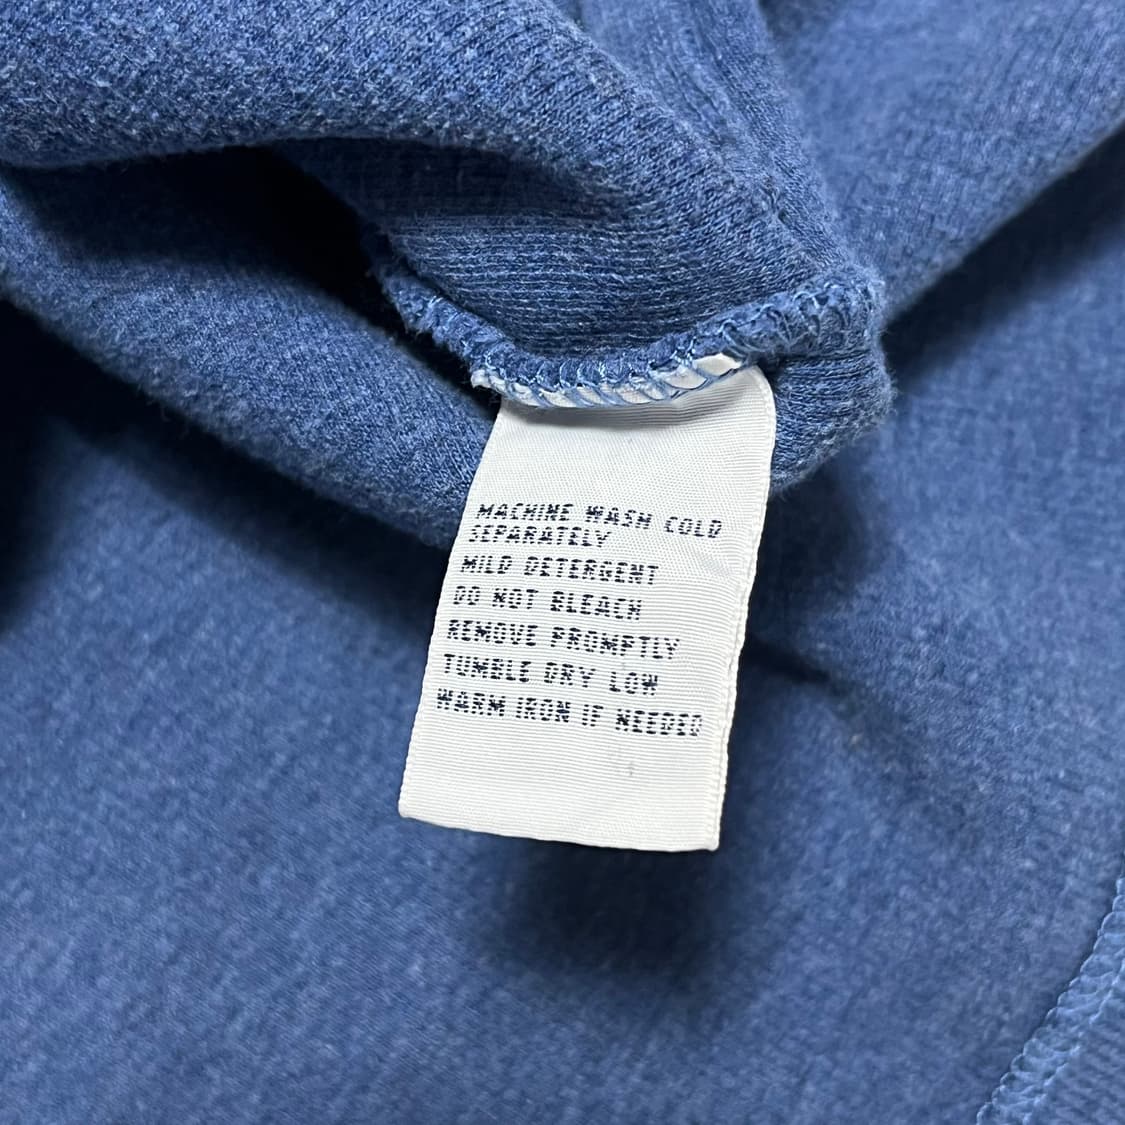 MACHINE WASH COLD
SEPARATELY
MILD DETERGENT
DO NOT BLEACH
REMOVE PROMPTLY
TUMBLE DRY LOW
WARM IRON IF NEEDED